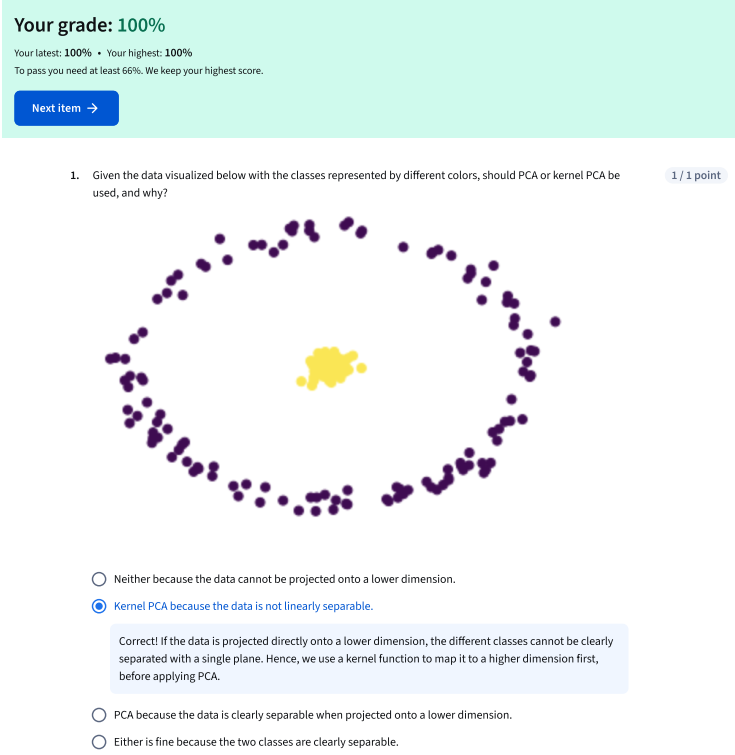 Your grade: 100%
Your latest: 100% • Your highest: 100%
To pass you need at least 66%. We keep your highest score.
Next item →
1. Given the data visualized below with the classes represented by different colors, should PCA or kernel PCA be
used, and why?
1 / 1 point
Neither because the data cannot be projected onto a lower dimension.
Kernel PCA because the data is not linearly separable.
Correct! If the data is projected directly onto a lower dimension, the different classes cannot be clearly
separated with a single plane. Hence, we use a kernel function to map it to a higher dimension first,
before applying PCA.
PCA because the data is clearly separable when projected onto a lower dimension.
Either is fine because the two classes are clearly separable.